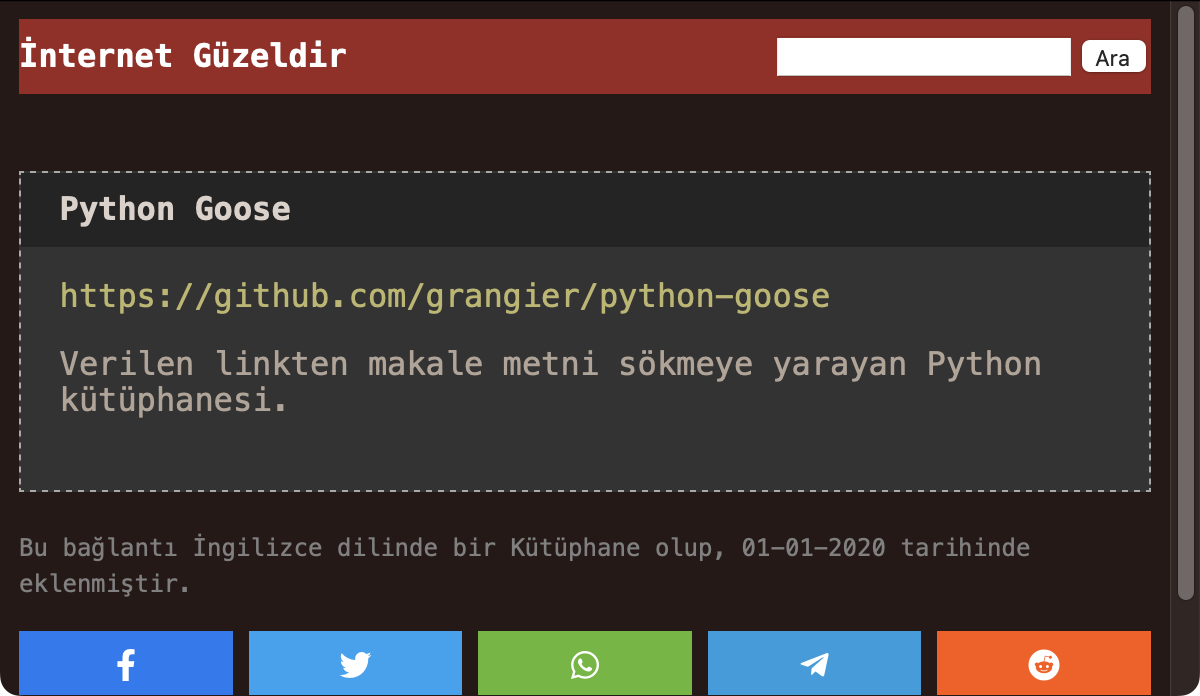 İnternet Güzeldir
Ara
Python Goose
https://github.com/grangier/python-goose
Verilen linkten makale metni sökmeye yarayan Python
kütüphanesi.
Bu bağlantı İngilizce dilinde bir Kütüphane olup, 01-01-2020 tarihinde
eklenmiştir.